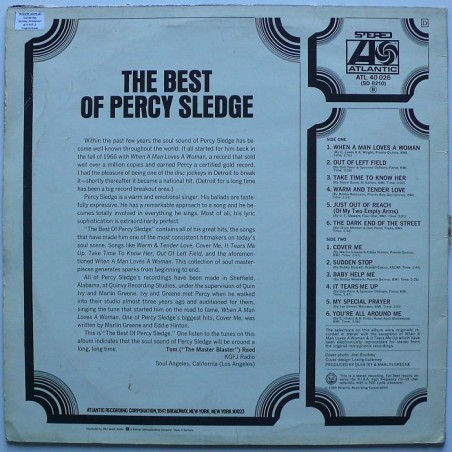 STEREO
ATLANTIC
ATL 40 026
(SD 8210)
THE BEST
OF PERCY SLEDGE
Within the past few years the soul sound of Percy Sledge has be
come well known throughout the world. It all started for him back in
the fall of 1966 with When A Man Loves A Woman, a record that sold
well over a million copies and earned Percy a certified gold record.
I had the pleasure of being one of the disc jockeys in Detroit to break
it—shortly thereafter it became a national hit. (Detroit for a long time
has been a big record breakout area.)
Percy Sledge is a warm and emotional singer. His ballads are taste-
fully expressive. He has a remarkable approach to a song and he be-
comes totally involved in everything he sings. Most of all, his lyric
sophistication is extraordinarily perfect.
"The Best Of Percy Sledge" contains all of his great hits, the songs
that have made him one of the most consistent hitmakers on today's
soul scene. Songs like Warm & Tender Love, Cover Me, It Tears Me
Up, Take Time To Know Her, Out Of Left Field, and the aforemen-
tioned When A Man Loves A Woman. This collection of soul master-
pieces generates sparks from beginning to end.
All of Percy Sledge's recordings have been made in Sheffield,
Alabama, at Quinvy Recording Studios, under the supervision of Quin
Ivy and Marlin Greene. Ivy and Greene met Percy when he walked
into their studio almost three years ago and auditioned for them,
singing the tune that started him on the road to fame, When A Man
Loves A Woman. One of Percy Sledge's biggest hits, Cover Me, was
written by Marlin Greene and Eddie Hinton.
This is "The Best Of Percy Sledge". One listen to the tunes on this
album indicates that the soul sound of Percy Sledge will be around a
long, long time.
Tom ("The Master Blaster") Reed
KGFJ Radio
Soul Angeles, California (Los Angeles)
SIDE ONE
1. WHEN A MAN LOVES A WOMAN
2. OUT OF LEFT FIELD
3. TAKE TIME TO KNOW HER
4. WARM AND TENDER LOVE
5. JUST OUT OF REACH
(Of My Two Empty Arms)
6. THE DARK END OF THE STREET
SIDE TWO
1. COVER ME
2. SUDDEN STOP
3. BABY HELP ME
4. IT TEARS ME UP
5. MY SPECIAL PRAYER
6. YOU'RE ALL AROUND ME
Cover photo: Joel Brodsky
Cover design: Loring Eutemey
PRODUCED BY QUIN IVY & MARLIN GREENE
ATLANTIC RECORDING CORPORATION, 1841 BROADWAY, NEW YORK, NEW YORK 10023